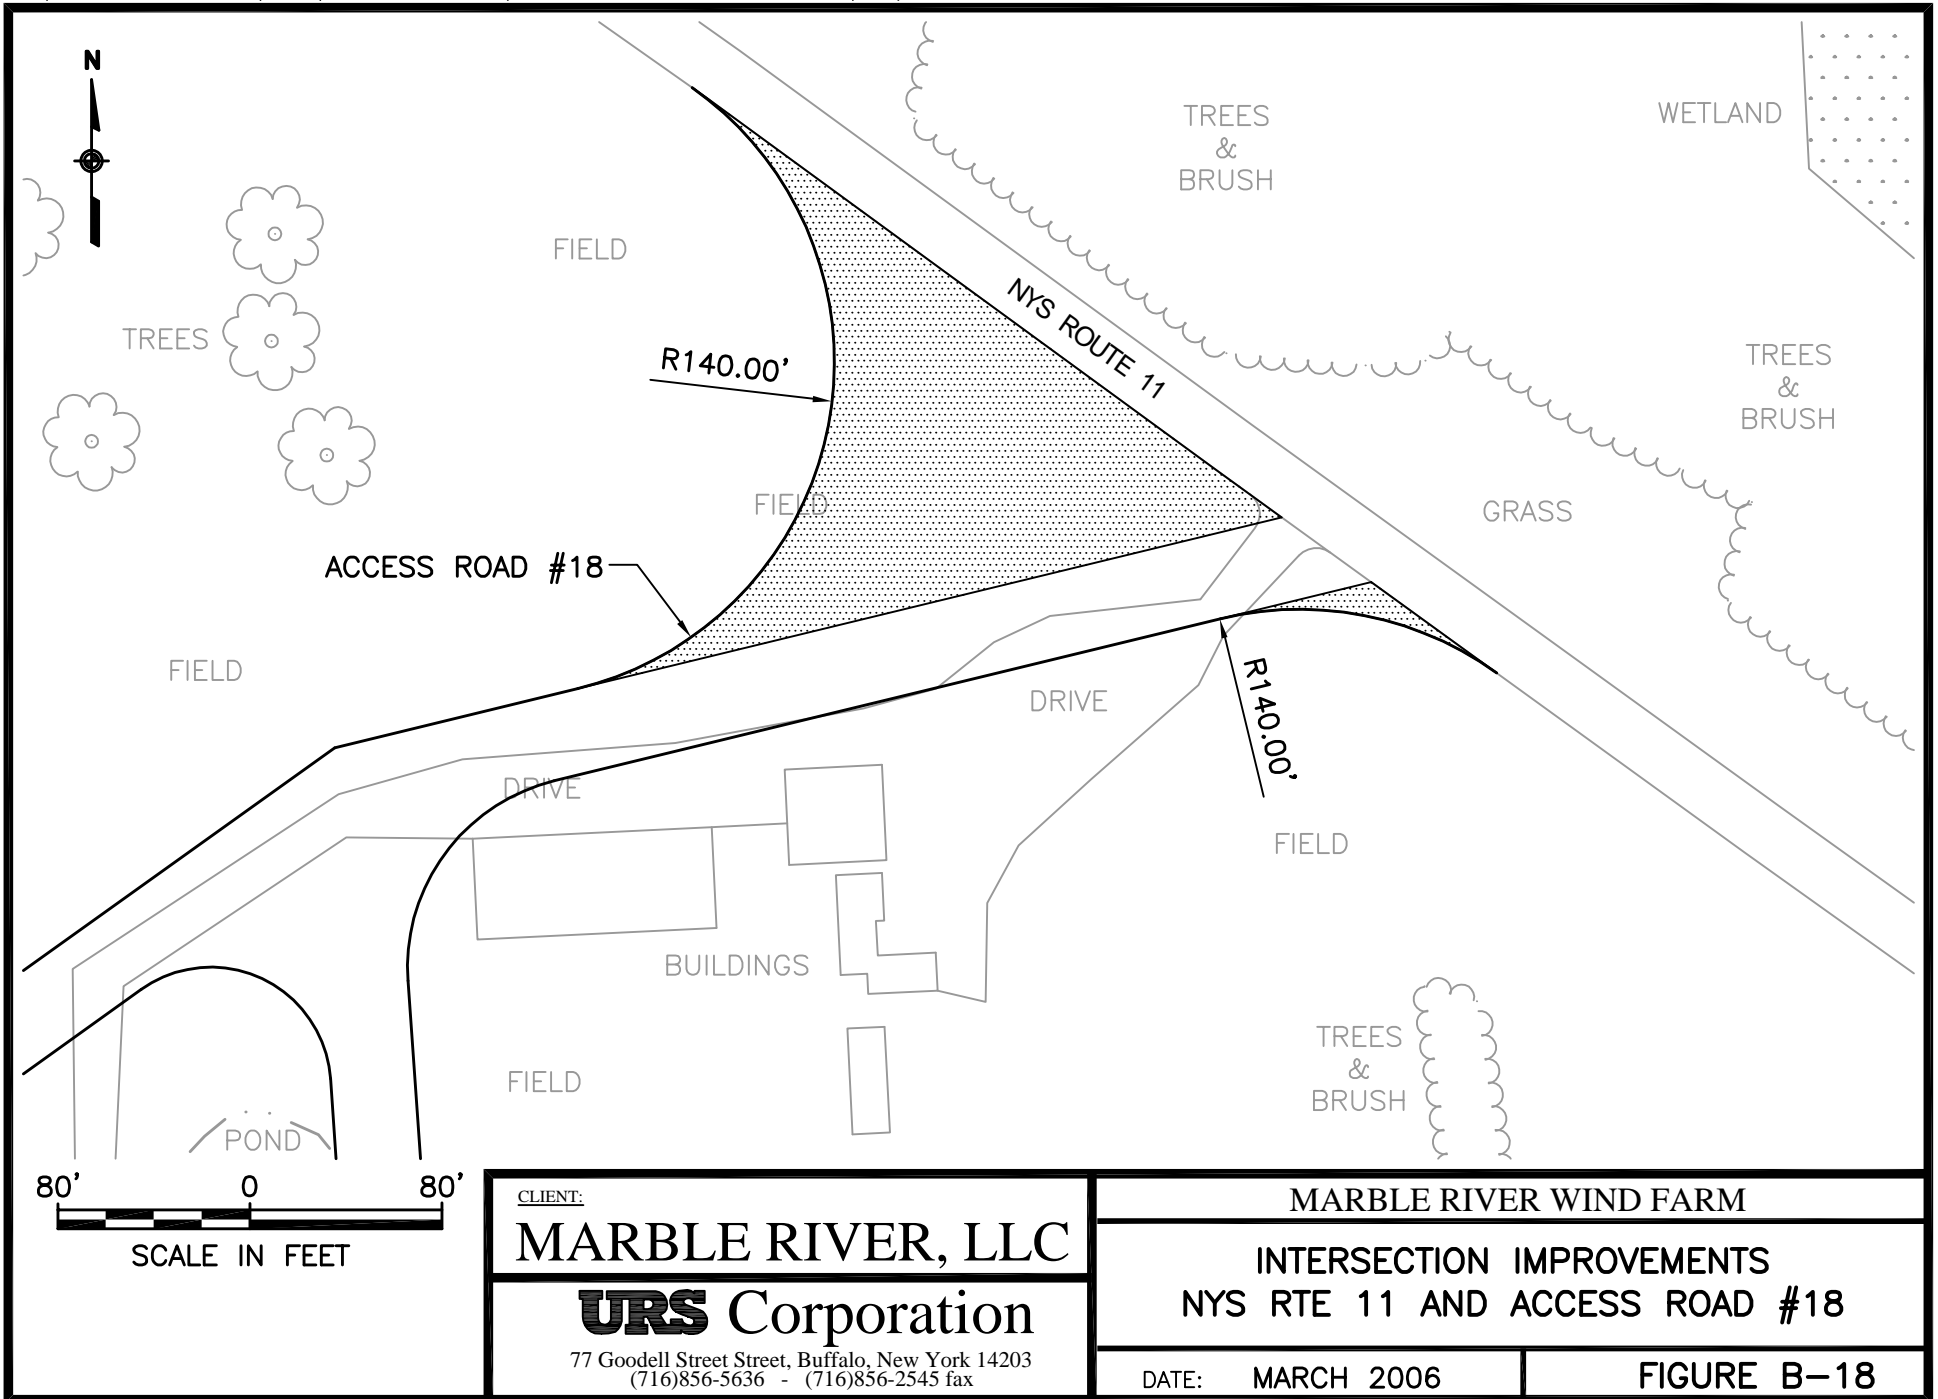 N
TREES
&
BRUSH
WETLAND
FIELD
NYS ROUTE 11
TREES
R140.00'
TREES
&
BRUSH
FIELD
GRASS
ACCESS ROAD #18
FIELD
DRIVE
R140.00'
DRIVE
FIELD
BUILDINGS
TREES
&
BRUSH
FIELD
POND
80' 0 80'
SCALE IN FEET
CLIENT:
MARBLE RIVER, LLC
URS Corporation
77 Goodell Street Street, Buffalo, New York 14203
(716)856-5636 - (716)856-2545 fax
MARBLE RIVER WIND FARM
INTERSECTION IMPROVEMENTS
NYS RTE 11 AND ACCESS ROAD #18
DATE: MARCH 2006
FIGURE B-18